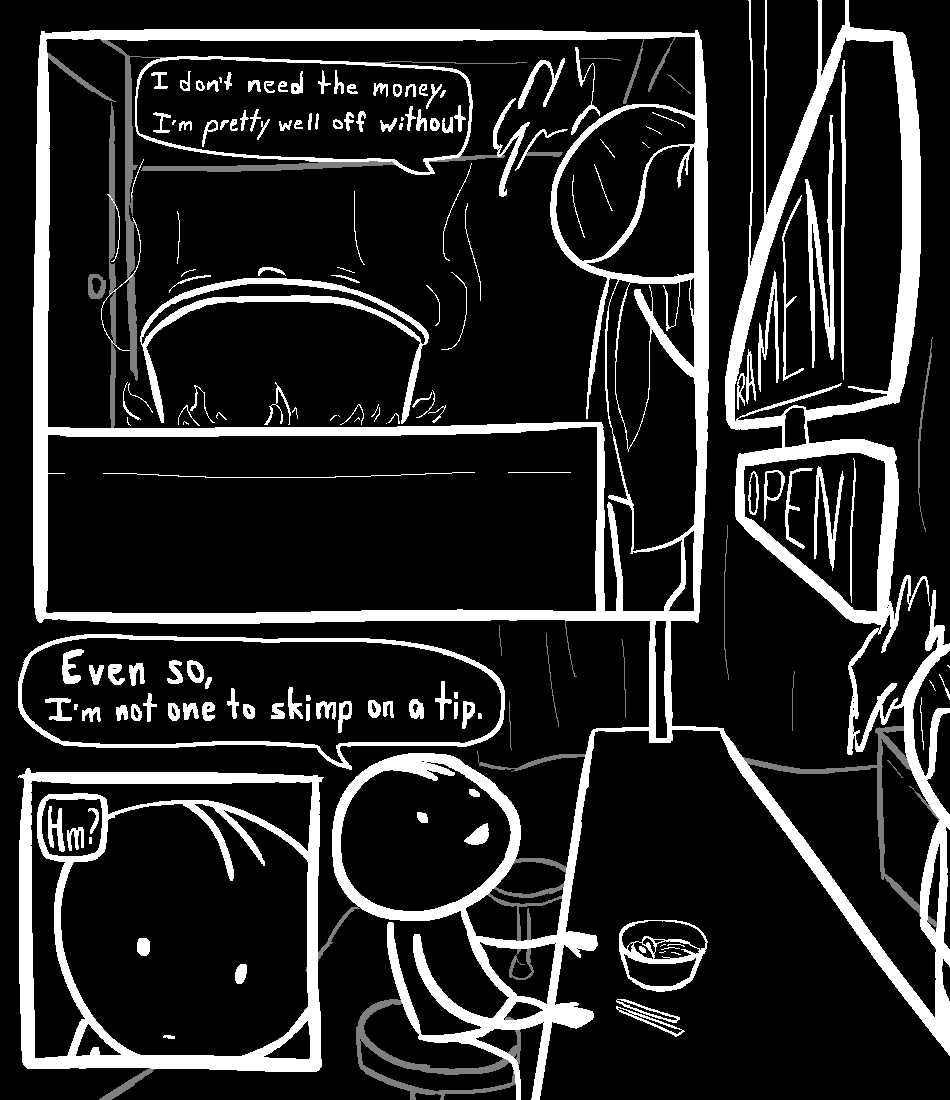 I don't need the money,
I'm pretty well off without
RAMEN
OPEN
Even so,
I'm not one to skimp on a tip.
Hm?